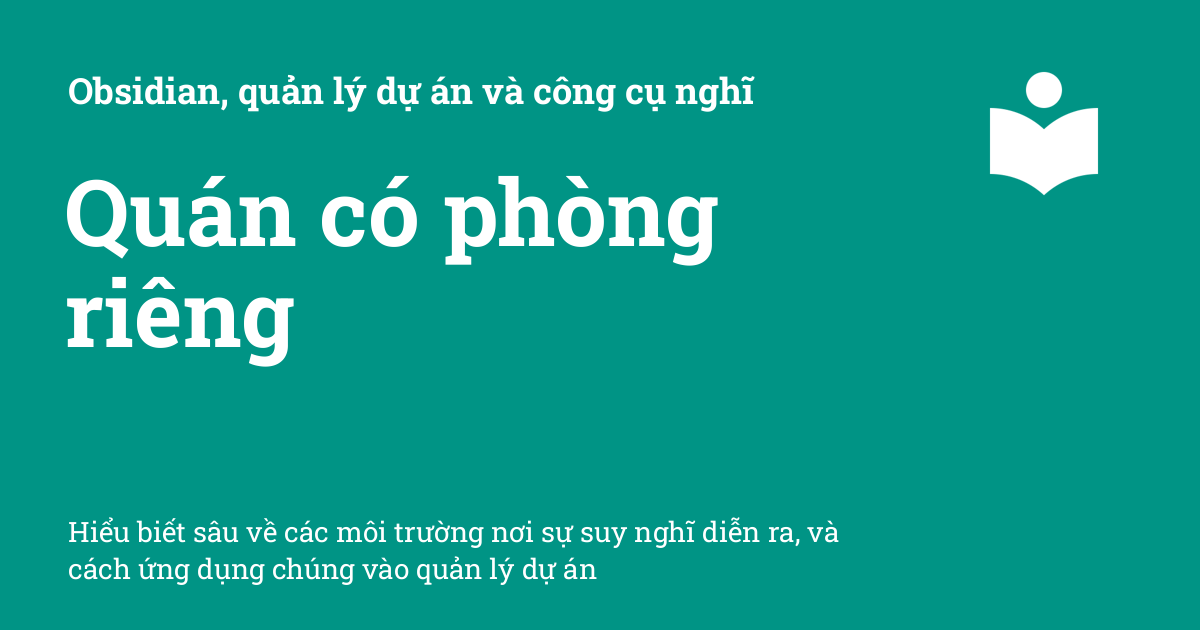 Obsidian, quản lý dự án và công cụ nghĩ
Quán có phòng
riêng
Hiểu biết sâu về các môi trường nơi sự suy nghĩ diễn ra, và
cách ứng dụng chúng vào quản lý dự án